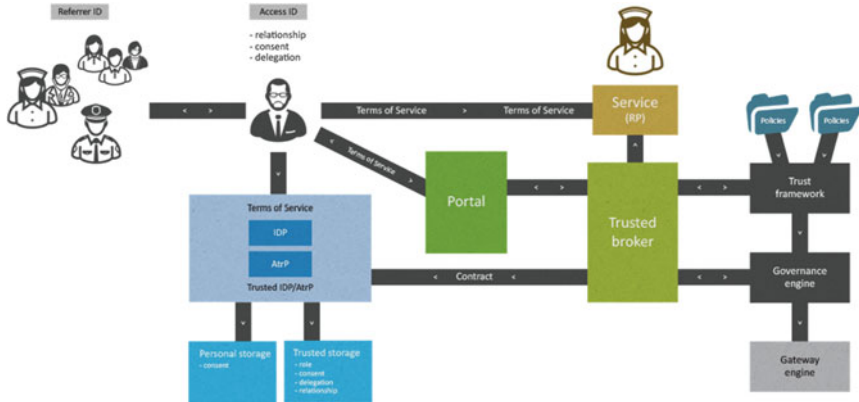 Referrer ID
Access ID
- relationship
- consent
- delegation
Terms of Service
Terms of Service
Service
(RP)
Policies
Policies
Terms of Service
Portal
Trusted
broker
Trust
framework
Terms of Service
IDP
AtrP
Trusted IDP/AtrP
Contract
Governance
engine
Personal storage
- consent
Trusted storage
- role
- consent
- delegation
- relationship
Gateway
engine